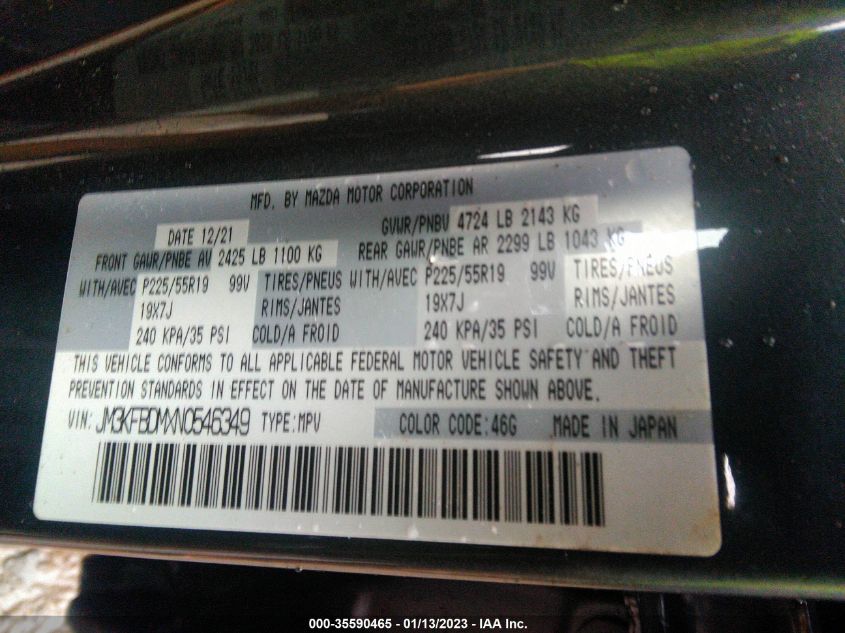 MFD. BY MAZDA MOTOR CORPORATION
DATE 12/21 GVWR/PNBV 4724 LB 2143 KG
FRONT GAWR/PNBE AV 2425 LB 1100 KG REAR GAWR/PNBE AR 2299 LB 1043 KG
WITH/AVEC P225/55R19 99V TIRES/PNEUS WITH/AVEC P225/55R19 99V TIRES/PNEUS
19X7J RIMS/JANTES 19X7J RIMS/JANTES
240 KPA/35 PSI COLD/A FROID 240 KPA/35 PSI COLD/A FROID
THIS VEHICLE CONFORMS TO ALL APPLICABLE FEDERAL MOTOR VEHICLE SAFETY AND THEFT
PREVENTION STANDARDS IN EFFECT ON THE DATE OF MANUFACTURE SHOWN ABOVE.
VIN: JM3KFBDMXN0546349 TYPE:MPV COLOR CODE:46G MADE IN JAPAN
000-35590465 - 01/13/2023 - IAA Inc.